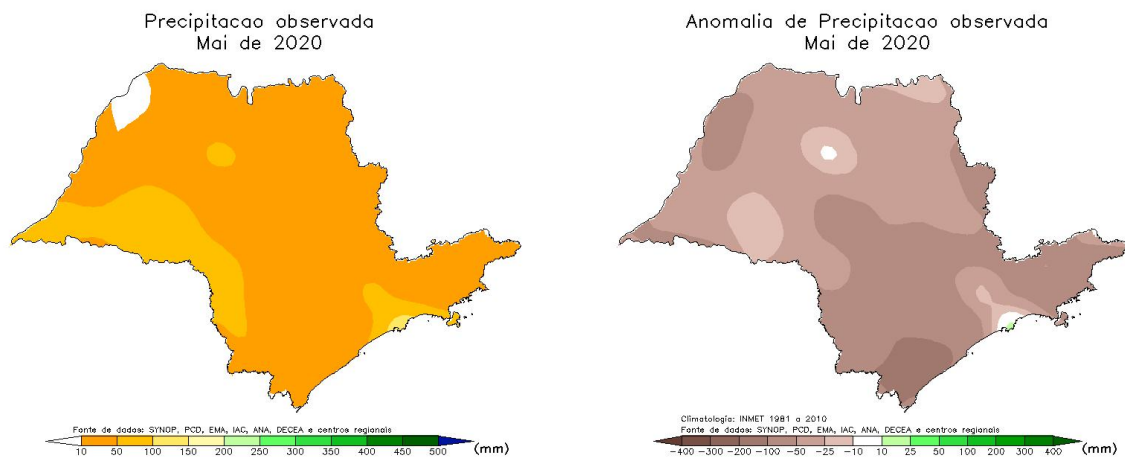 Precipitacao observada
Mai de 2020
Fonte de dados: SYNOP, PCD, EMA, IAC, ANA, DECEA e centros regionais
10 50 100 150 200 250 300 350 400 450 500 (mm)
Anomalia de Precipitacao observada
Mai de 2020
Climatologia: INMET 1981 a 2010
Fonte de dados: SYNOP, PCD, EMA, IAC, ANA, DECEA e centros regionais
-400 -300 -200 -100 -50 -25 -10 10 25 50 100 200 300 400 (mm)